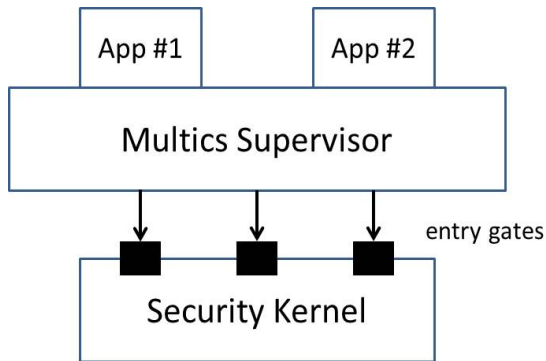 App #1
App #2
Multics Supervisor
entry gates
Security Kernel